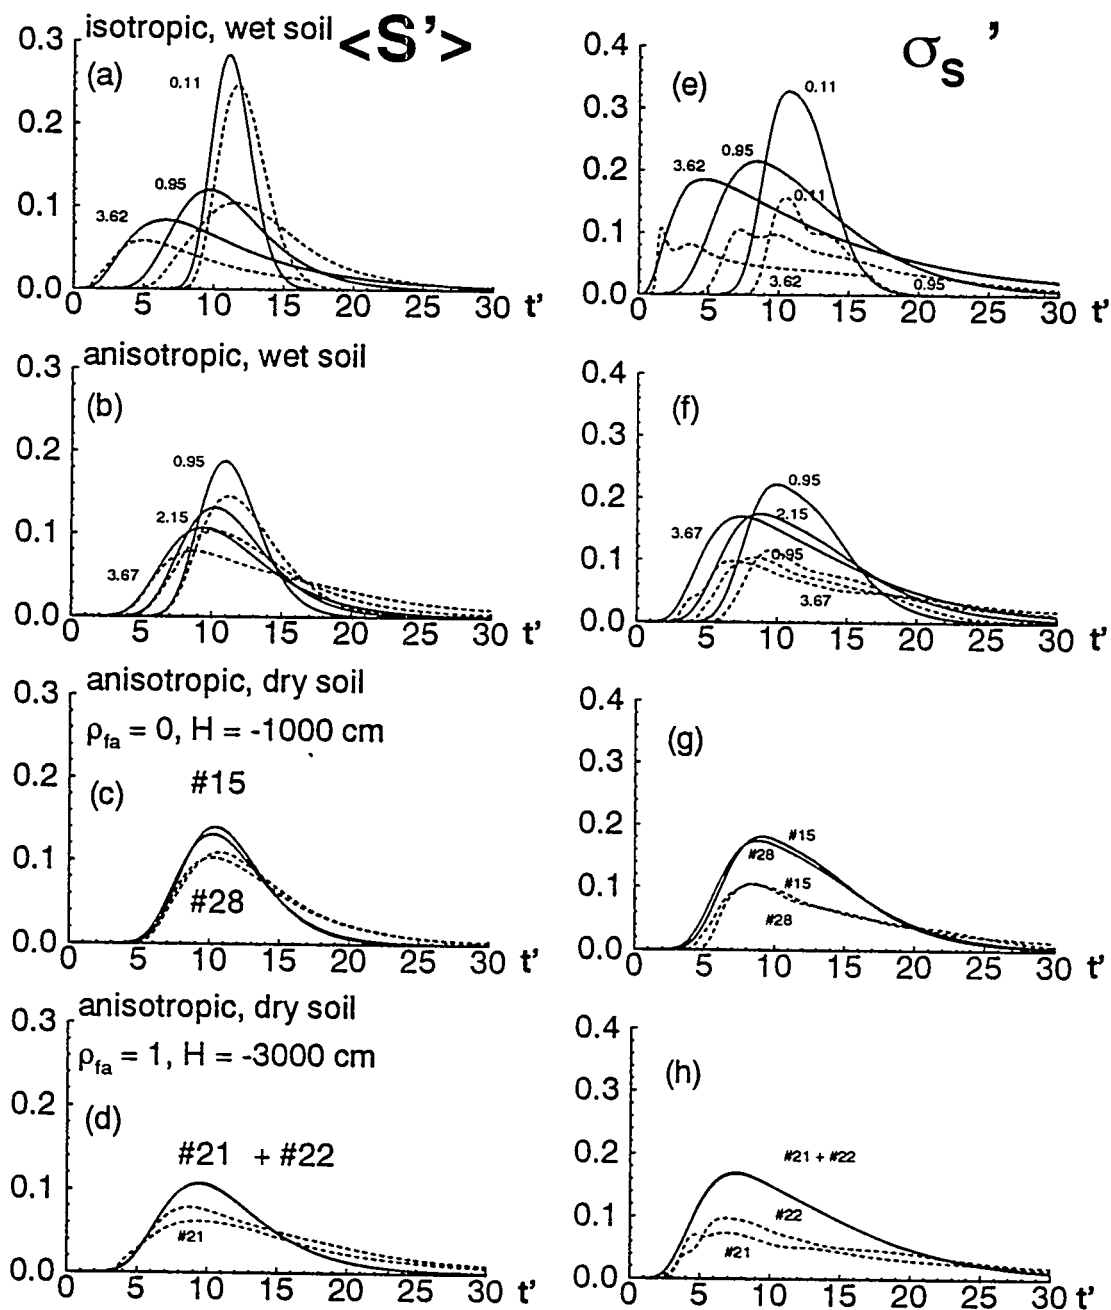 isotropic, wet soil <S'>
σS'
0.3
0.2
0.1
0.0
(a)
0.11
0.95
3.62
0 5 10 15 20 25 30 t'
0.4
0.3
0.2
0.1
0.0
(e)
0.11
0.95
3.62
0.11
3.62
0.95
5 10 15 20 25 30 t'
anisotropic, wet soil
0.3
0.2
0.1
0.0
(b)
0.95
2.15
3.67
0 5 10 15 20 25 30 t'
0.4
0.3
0.2
0.1
0.0
(f)
0.95
2.15
3.67
0.95
3.67
0 5 10 15 20 25 30 t'
anisotropic, dry soil
ρfa = 0, H = -1000 cm
0.3
0.2
0.1
0.0
(c)
#15
#28
0 5 10 15 20 25 30 t'
0.4
0.3
0.2
0.1
0.0
(g)
#15
#28
#15
#28
0 5 10 15 20 25 30 t'
anisotropic, dry soil
ρfa = 1, H = -3000 cm
0.3
0.2
0.1
0.0
(d)
#21 + #22
#21
0 5 10 15 20 25 30 t'
0.4
0.3
0.2
0.1
0.0
(h)
#21 + #22
#22
#21
0 5 10 15 20 25 30 t'